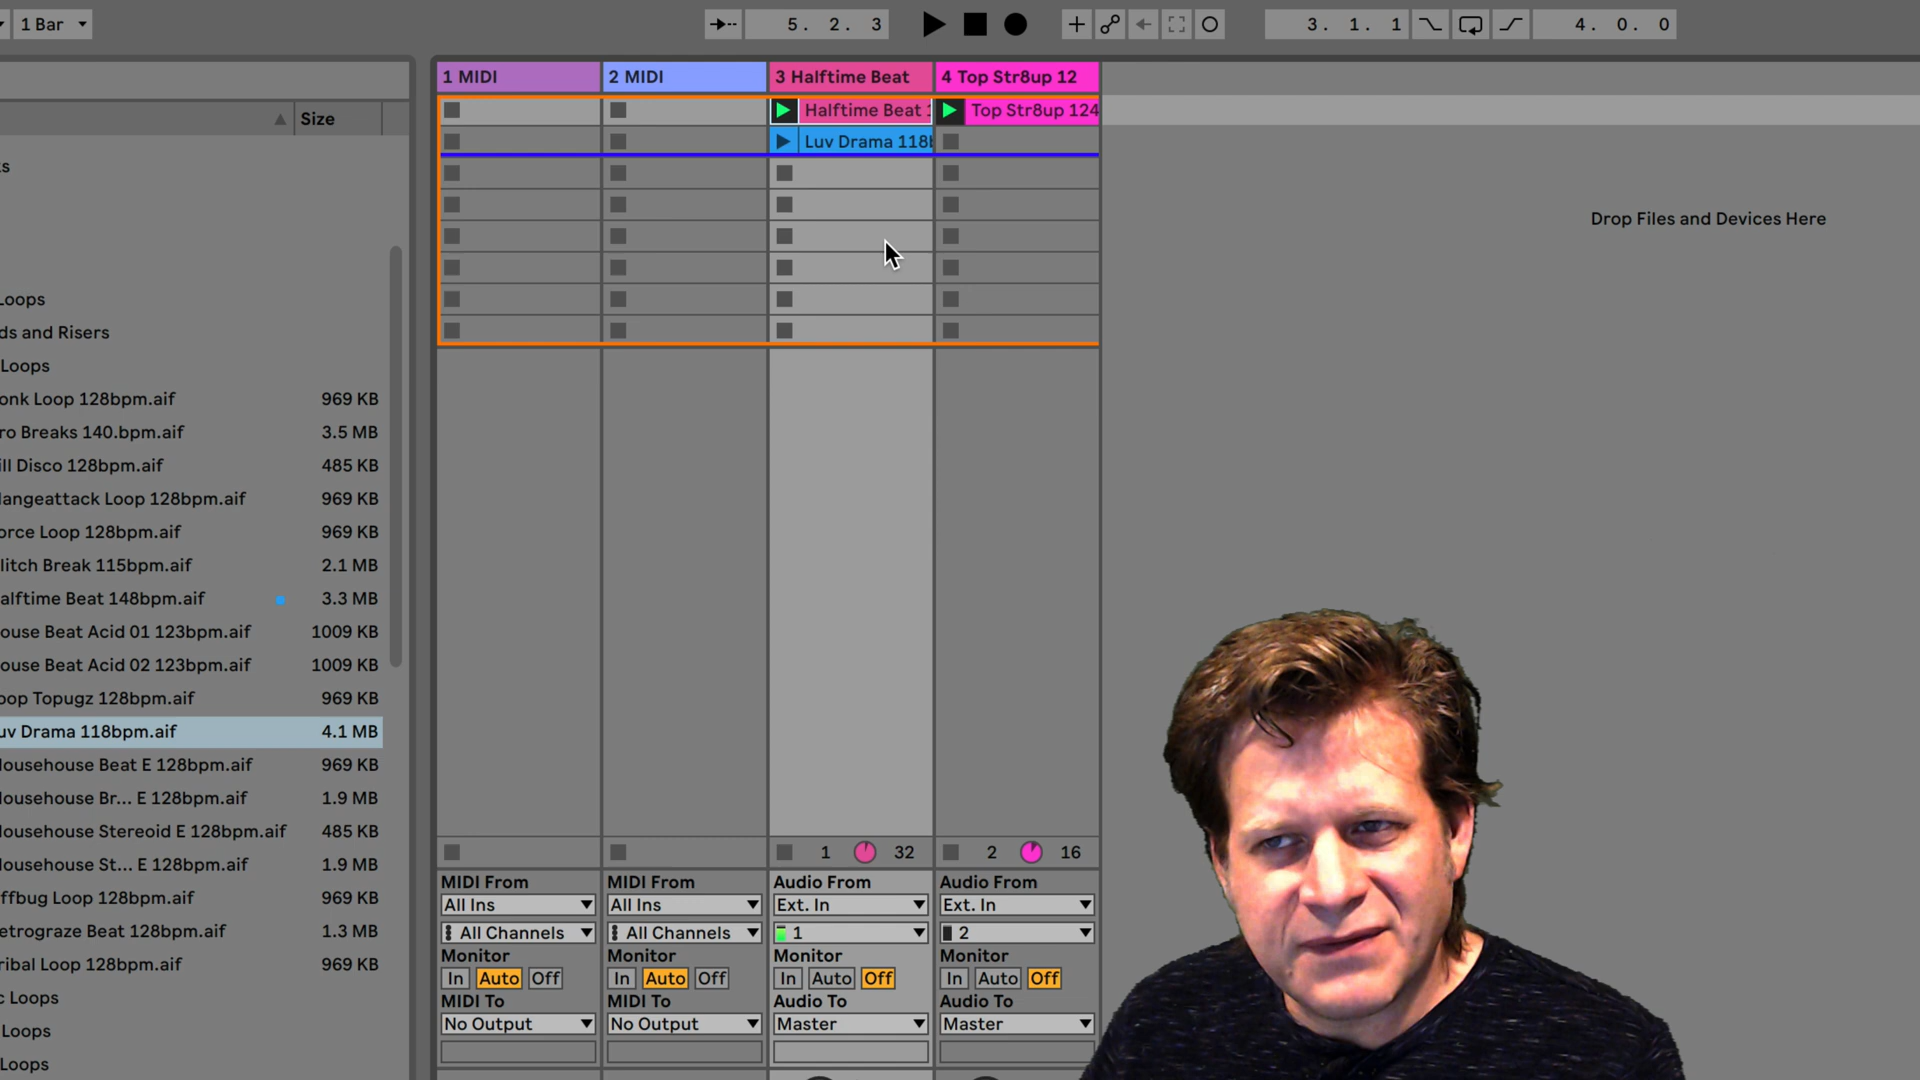 1 Bar
5. 2. 3
3. 1. 1
4. 0. 0
Size
s
Loops
ds and Risers
Loops
onk Loop 128bpm.aif 969 KB
ro Breaks 140.bpm.aif 3.5 MB
ill Disco 128bpm.aif 485 KB
langeattack Loop 128bpm.aif 969 KB
orce Loop 128bpm.aif 969 KB
litch Break 115bpm.aif 2.1 MB
alftime Beat 148bpm.aif 3.3 MB
ouse Beat Acid 01 123bpm.aif 1009 KB
ouse Beat Acid 02 123bpm.aif 1009 KB
oop Topugz 128bpm.aif 969 KB
uv Drama 118bpm.aif 4.1 MB
lousehouse Beat E 128bpm.aif 969 KB
lousehouse Br... E 128bpm.aif 1.9 MB
lousehouse Stereoid E 128bpm.aif 485 KB
lousehouse St... E 128bpm.aif 1.9 MB
ffbug Loop 128bpm.aif 969 KB
etrograze Beat 128bpm.aif 1.3 MB
ribal Loop 128bpm.aif 969 KB
c Loops
Loops
Loops
1 MIDI 2 MIDI 3 Halftime Beat 4 Top Str8up 12
Halftime Beat 1 Top Str8up 124
Luv Drama 118b
Drop Files and Devices Here
1 32 2 16
MIDI From MIDI From Audio From Audio From
All Ins All Ins Ext. In Ext. In
All Channels All Channels 1 2
Monitor Monitor Monitor Monitor
In Auto Off In Auto Off In Auto Off In Auto Off
MIDI To MIDI To Audio To Audio To
No Output No Output Master Master